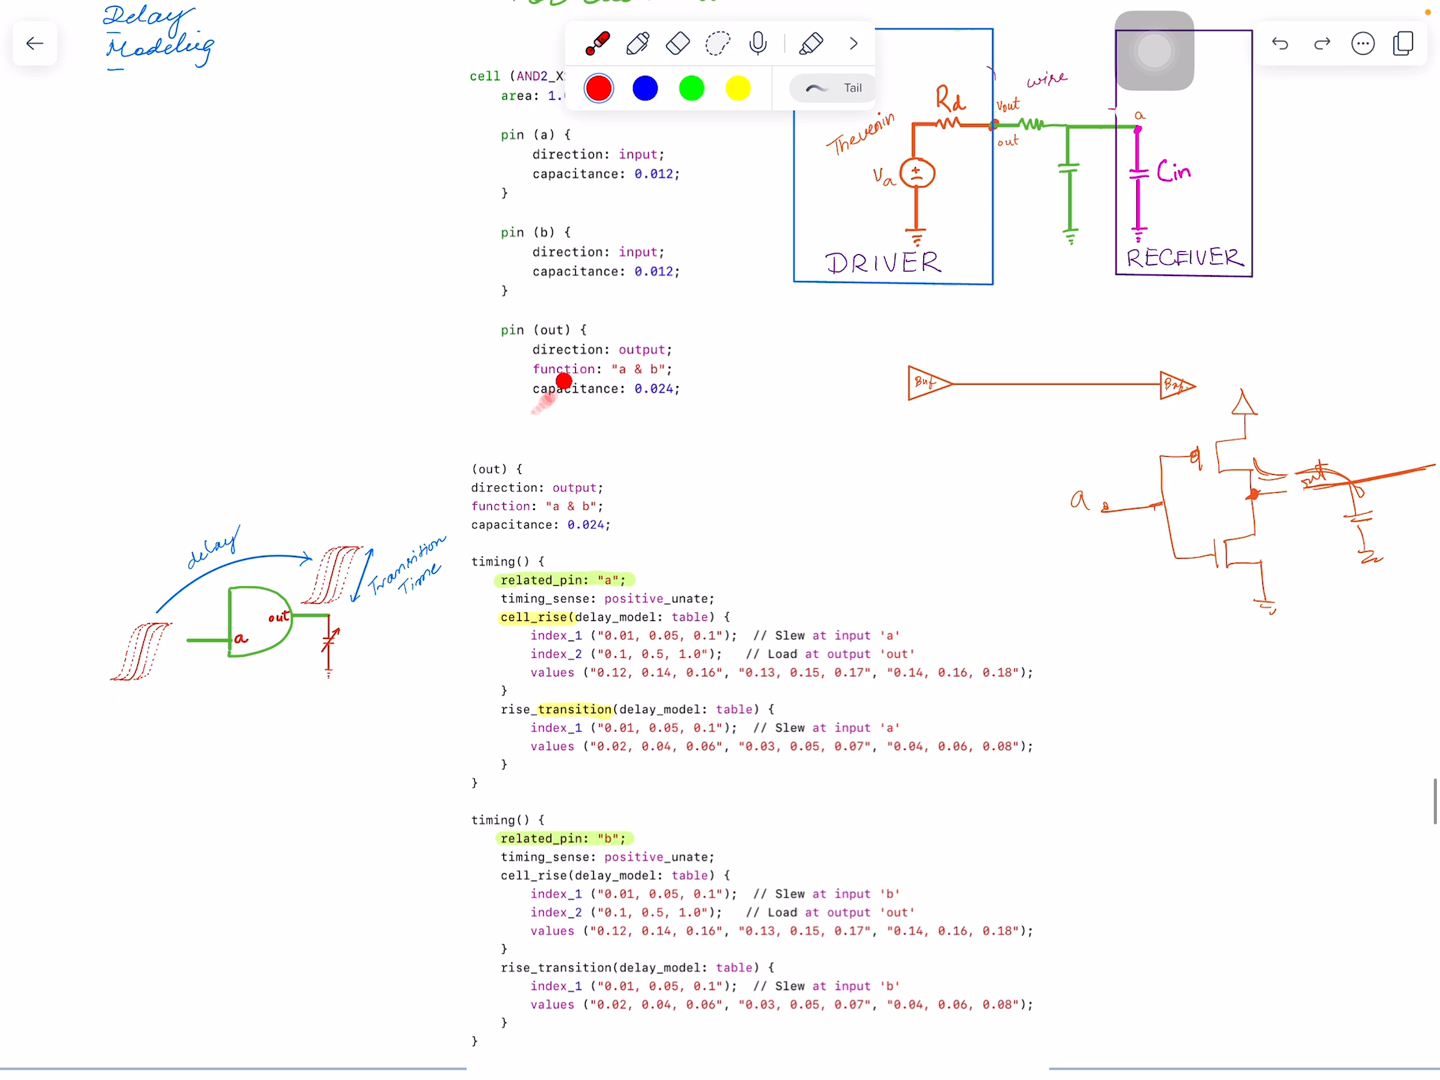 Delay
Modeling
Tail
cell (AND2_X
area: 1.
pin (a) {
direction: input;
capacitance: 0.012;
}
pin (b) {
direction: input;
capacitance: 0.012;
}
pin (out) {
direction: output;
function: "a & b";
capacitance: 0.024;
Thevenin
Rd
Va
Vout
out
wire
a
Cin
DRIVER
RECEIVER
Buf
Buf
a
out
delay
Transition
Time
a
out
(out) {
direction: output;
function: "a & b";
capacitance: 0.024;
timing() {
related_pin: "a";
timing_sense: positive_unate;
cell_rise(delay_model: table) {
index_1 ("0.01, 0.05, 0.1");  // Slew at input 'a'
index_2 ("0.1, 0.5, 1.0");   // Load at output 'out'
values ("0.12, 0.14, 0.16", "0.13, 0.15, 0.17", "0.14, 0.16, 0.18");
}
rise_transition(delay_model: table) {
index_1 ("0.01, 0.05, 0.1");  // Slew at input 'a'
values ("0.02, 0.04, 0.06", "0.03, 0.05, 0.07", "0.04, 0.06, 0.08");
}
}
timing() {
related_pin: "b";
timing_sense: positive_unate;
cell_rise(delay_model: table) {
index_1 ("0.01, 0.05, 0.1");  // Slew at input 'b'
index_2 ("0.1, 0.5, 1.0");   // Load at output 'out'
values ("0.12, 0.14, 0.16", "0.13, 0.15, 0.17", "0.14, 0.16, 0.18");
}
rise_transition(delay_model: table) {
index_1 ("0.01, 0.05, 0.1");  // Slew at input 'b'
values ("0.02, 0.04, 0.06", "0.03, 0.05, 0.07", "0.04, 0.06, 0.08");
}
}